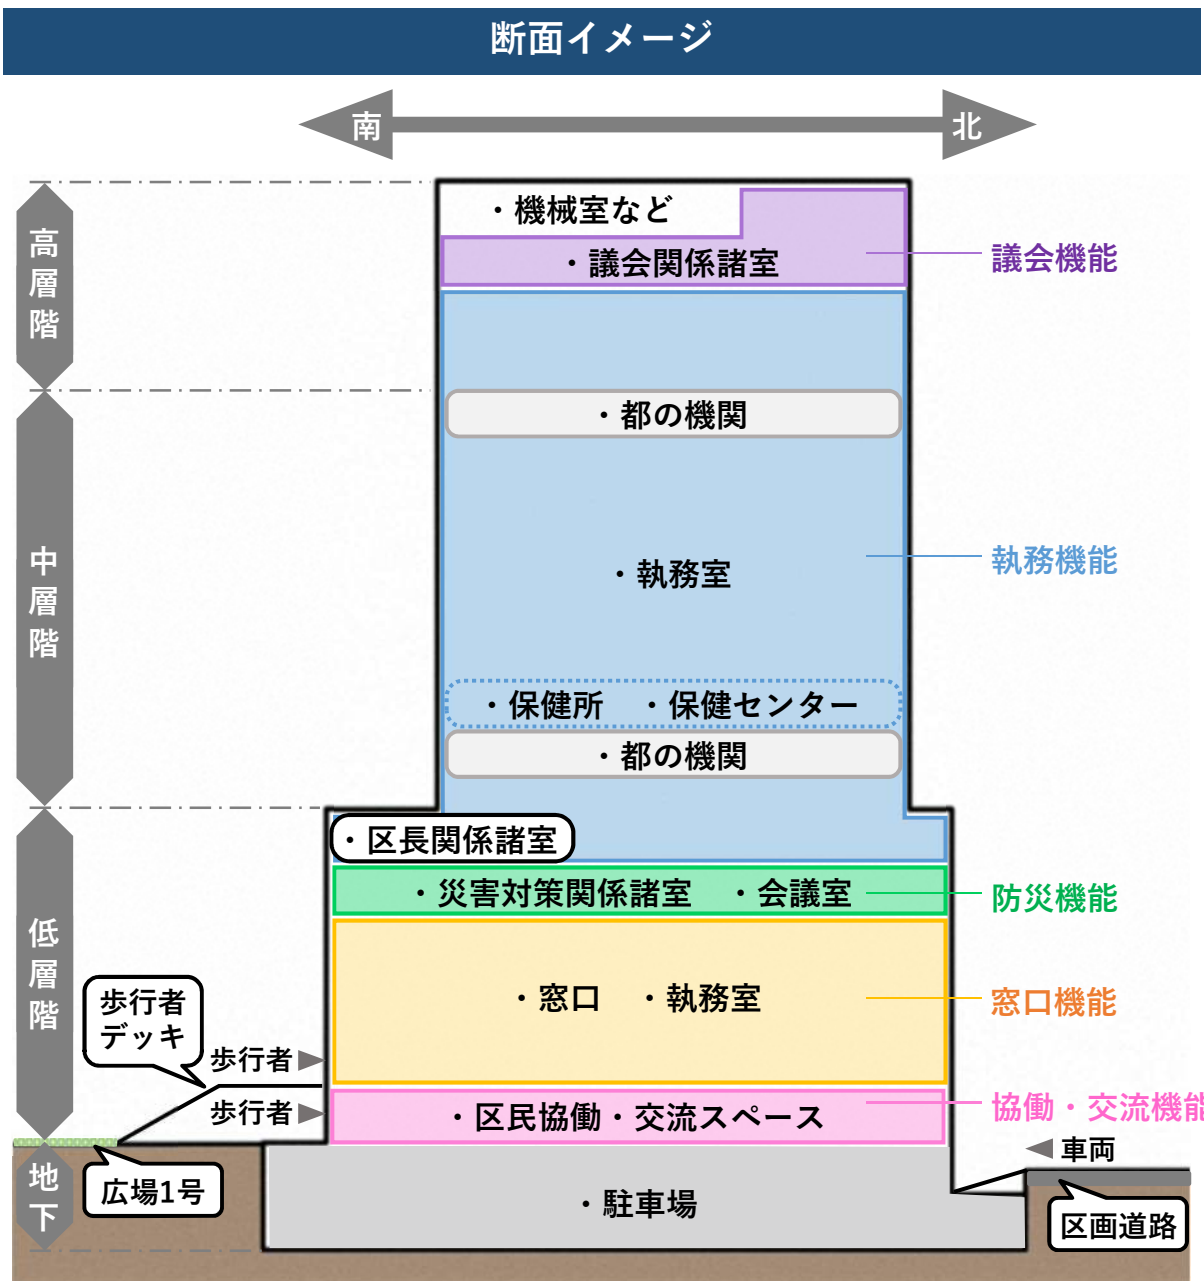 断面イメージ
南
北
高層階
・機械室など
・議会関係諸室
議会機能
・都の機関
中層階
・執務室
執務機能
・保健所　・保健センター
・都の機関
低層階
・区長関係諸室
・災害対策関係諸室　・会議室
防災機能
・窓口　・執務室
窓口機能
歩行者
デッキ
歩行者
歩行者
・区民協働・交流スペース
協働・交流機能
車両
地下
広場1号
・駐車場
区画道路